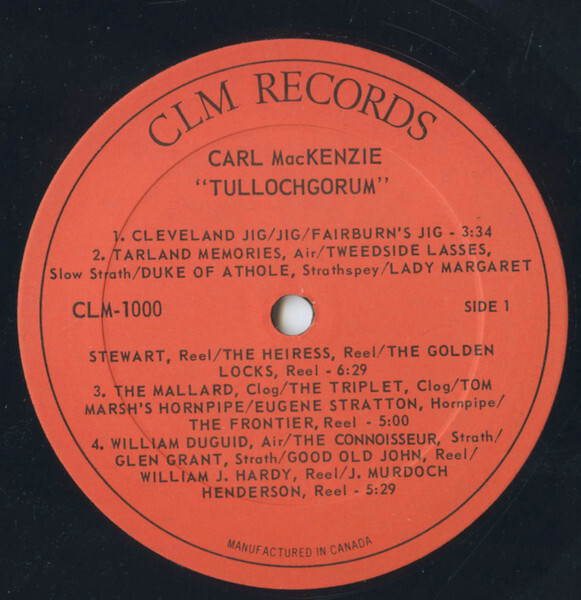 CLM RECORDS
CARL MacKENZIE
"TULLOCHGORUM"
1. CLEVELAND JIG/JIG/FAIRBURN'S JIG - 3:34
2. TARLAND MEMORIES, Air/TWEEDSIDE LASSES,
Slow Strath/DUKE OF ATHOLE, Strathspey/LADY MARGARET
CLM-1000
SIDE 1
STEWART, Reel/THE HEIRESS, Reel/THE GOLDEN
LOCKS, Reel - 6:29
3. THE MALLARD, Clog/THE TRIPLET, Clog/TOM
MARSH'S HORNPIPE/EUGENE STRATTON, Hornpipe/
THE FRONTIER, Reel - 5:00
4. WILLIAM DUGUID, Air/THE CONNOISEUR, Strath/
GLEN GRANT, Strath/GOOD OLD JOHN, Reel/
WILLIAM J. HARDY, Reel/J. MURDOCH
HENDERSON, Reel - 5:29
MANUFACTURED IN CANADA